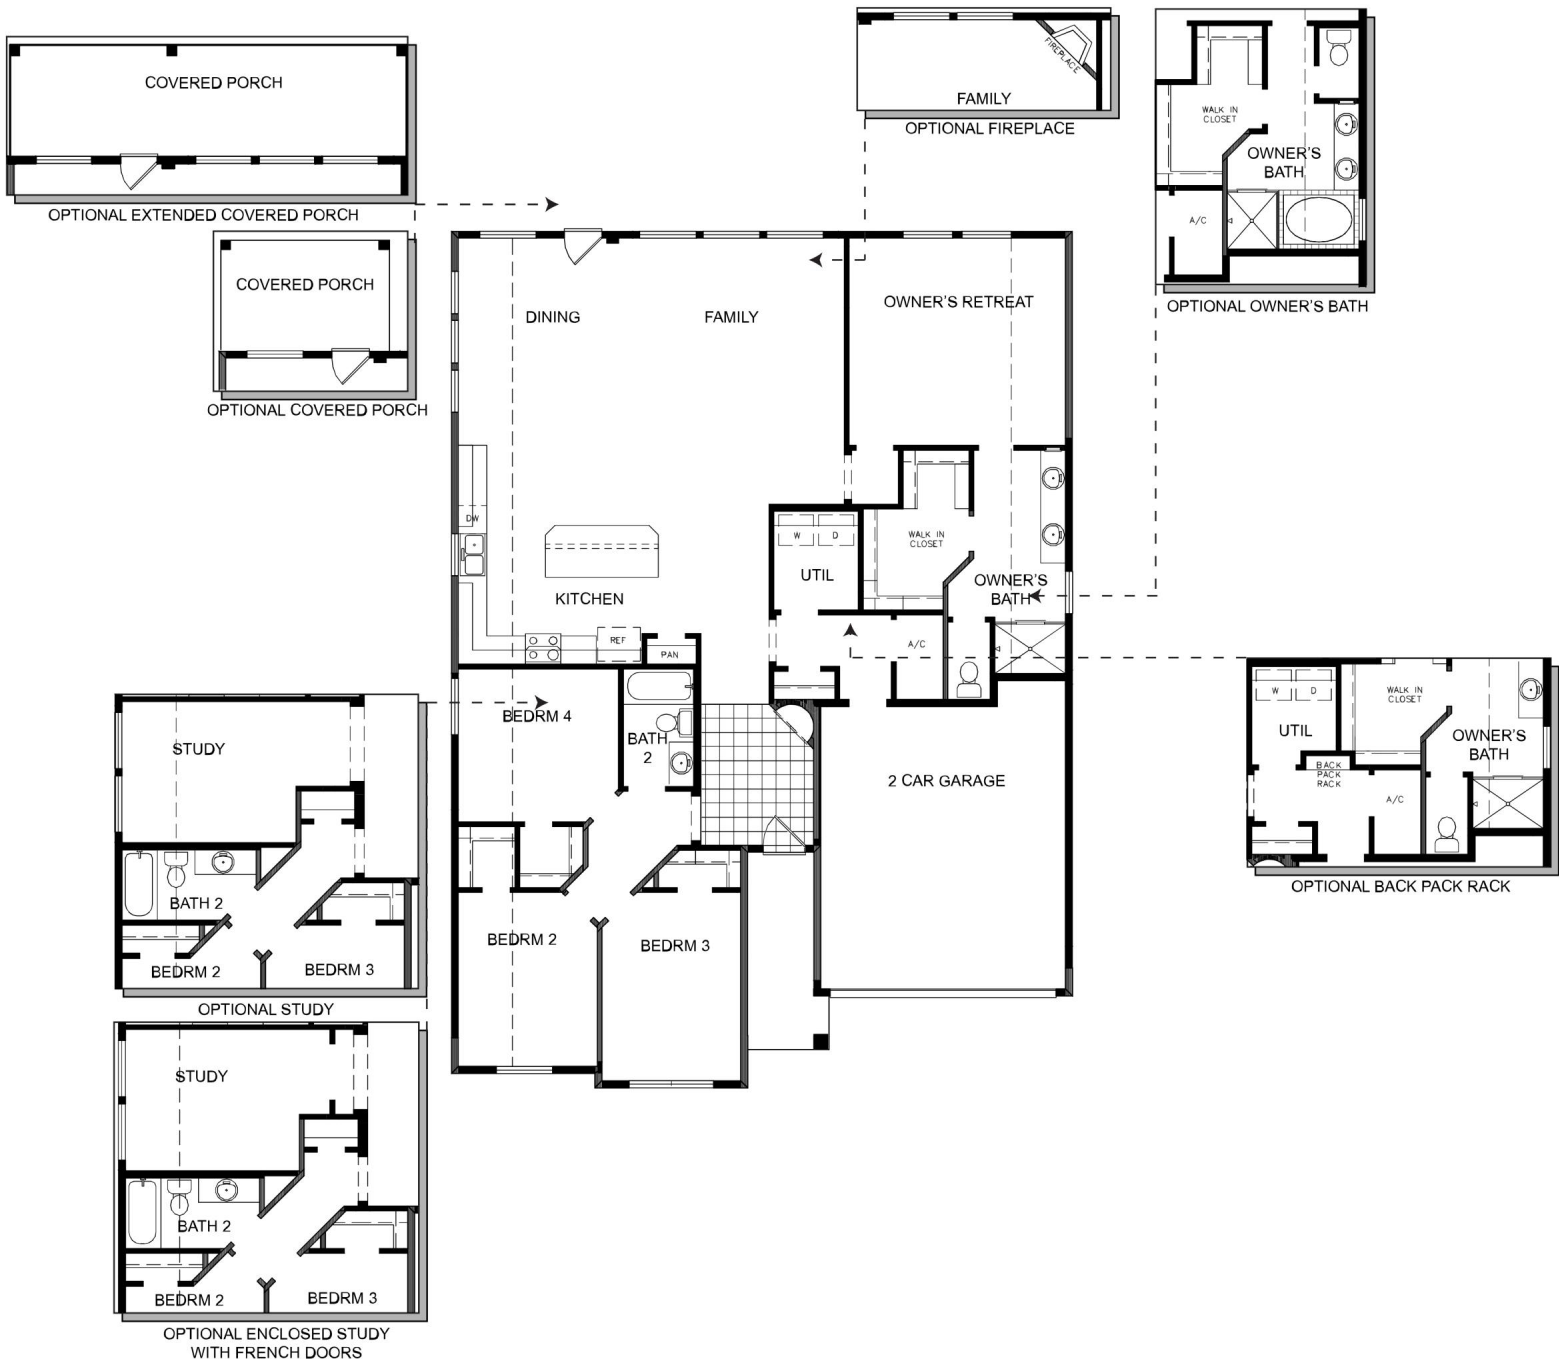 COVERED PORCH
OPTIONAL EXTENDED COVERED PORCH
COVERED PORCH
OPTIONAL COVERED PORCH
FIREPLACE
FAMILY
OPTIONAL FIREPLACE
WALK IN
CLOSET
OWNER'S
BATH
A/C
OPTIONAL OWNER'S BATH
DINING
FAMILY
OWNER'S RETREAT
DW
W
D
WALK IN
CLOSET
UTIL
OWNER'S
BATH
KITCHEN
REF
PAN
A/C
BEDRM 4
BATH
2
2 CAR GARAGE
BEDRM 2
BEDRM 3
W
D
WALK IN
CLOSET
UTIL
OWNER'S
BATH
BACK
PACK
RACK
A/C
OPTIONAL BACK PACK RACK
STUDY
BATH 2
BEDRM 2
BEDRM 3
OPTIONAL STUDY
STUDY
BATH 2
BEDRM 2
BEDRM 3
OPTIONAL ENCLOSED STUDY
WITH FRENCH DOORS